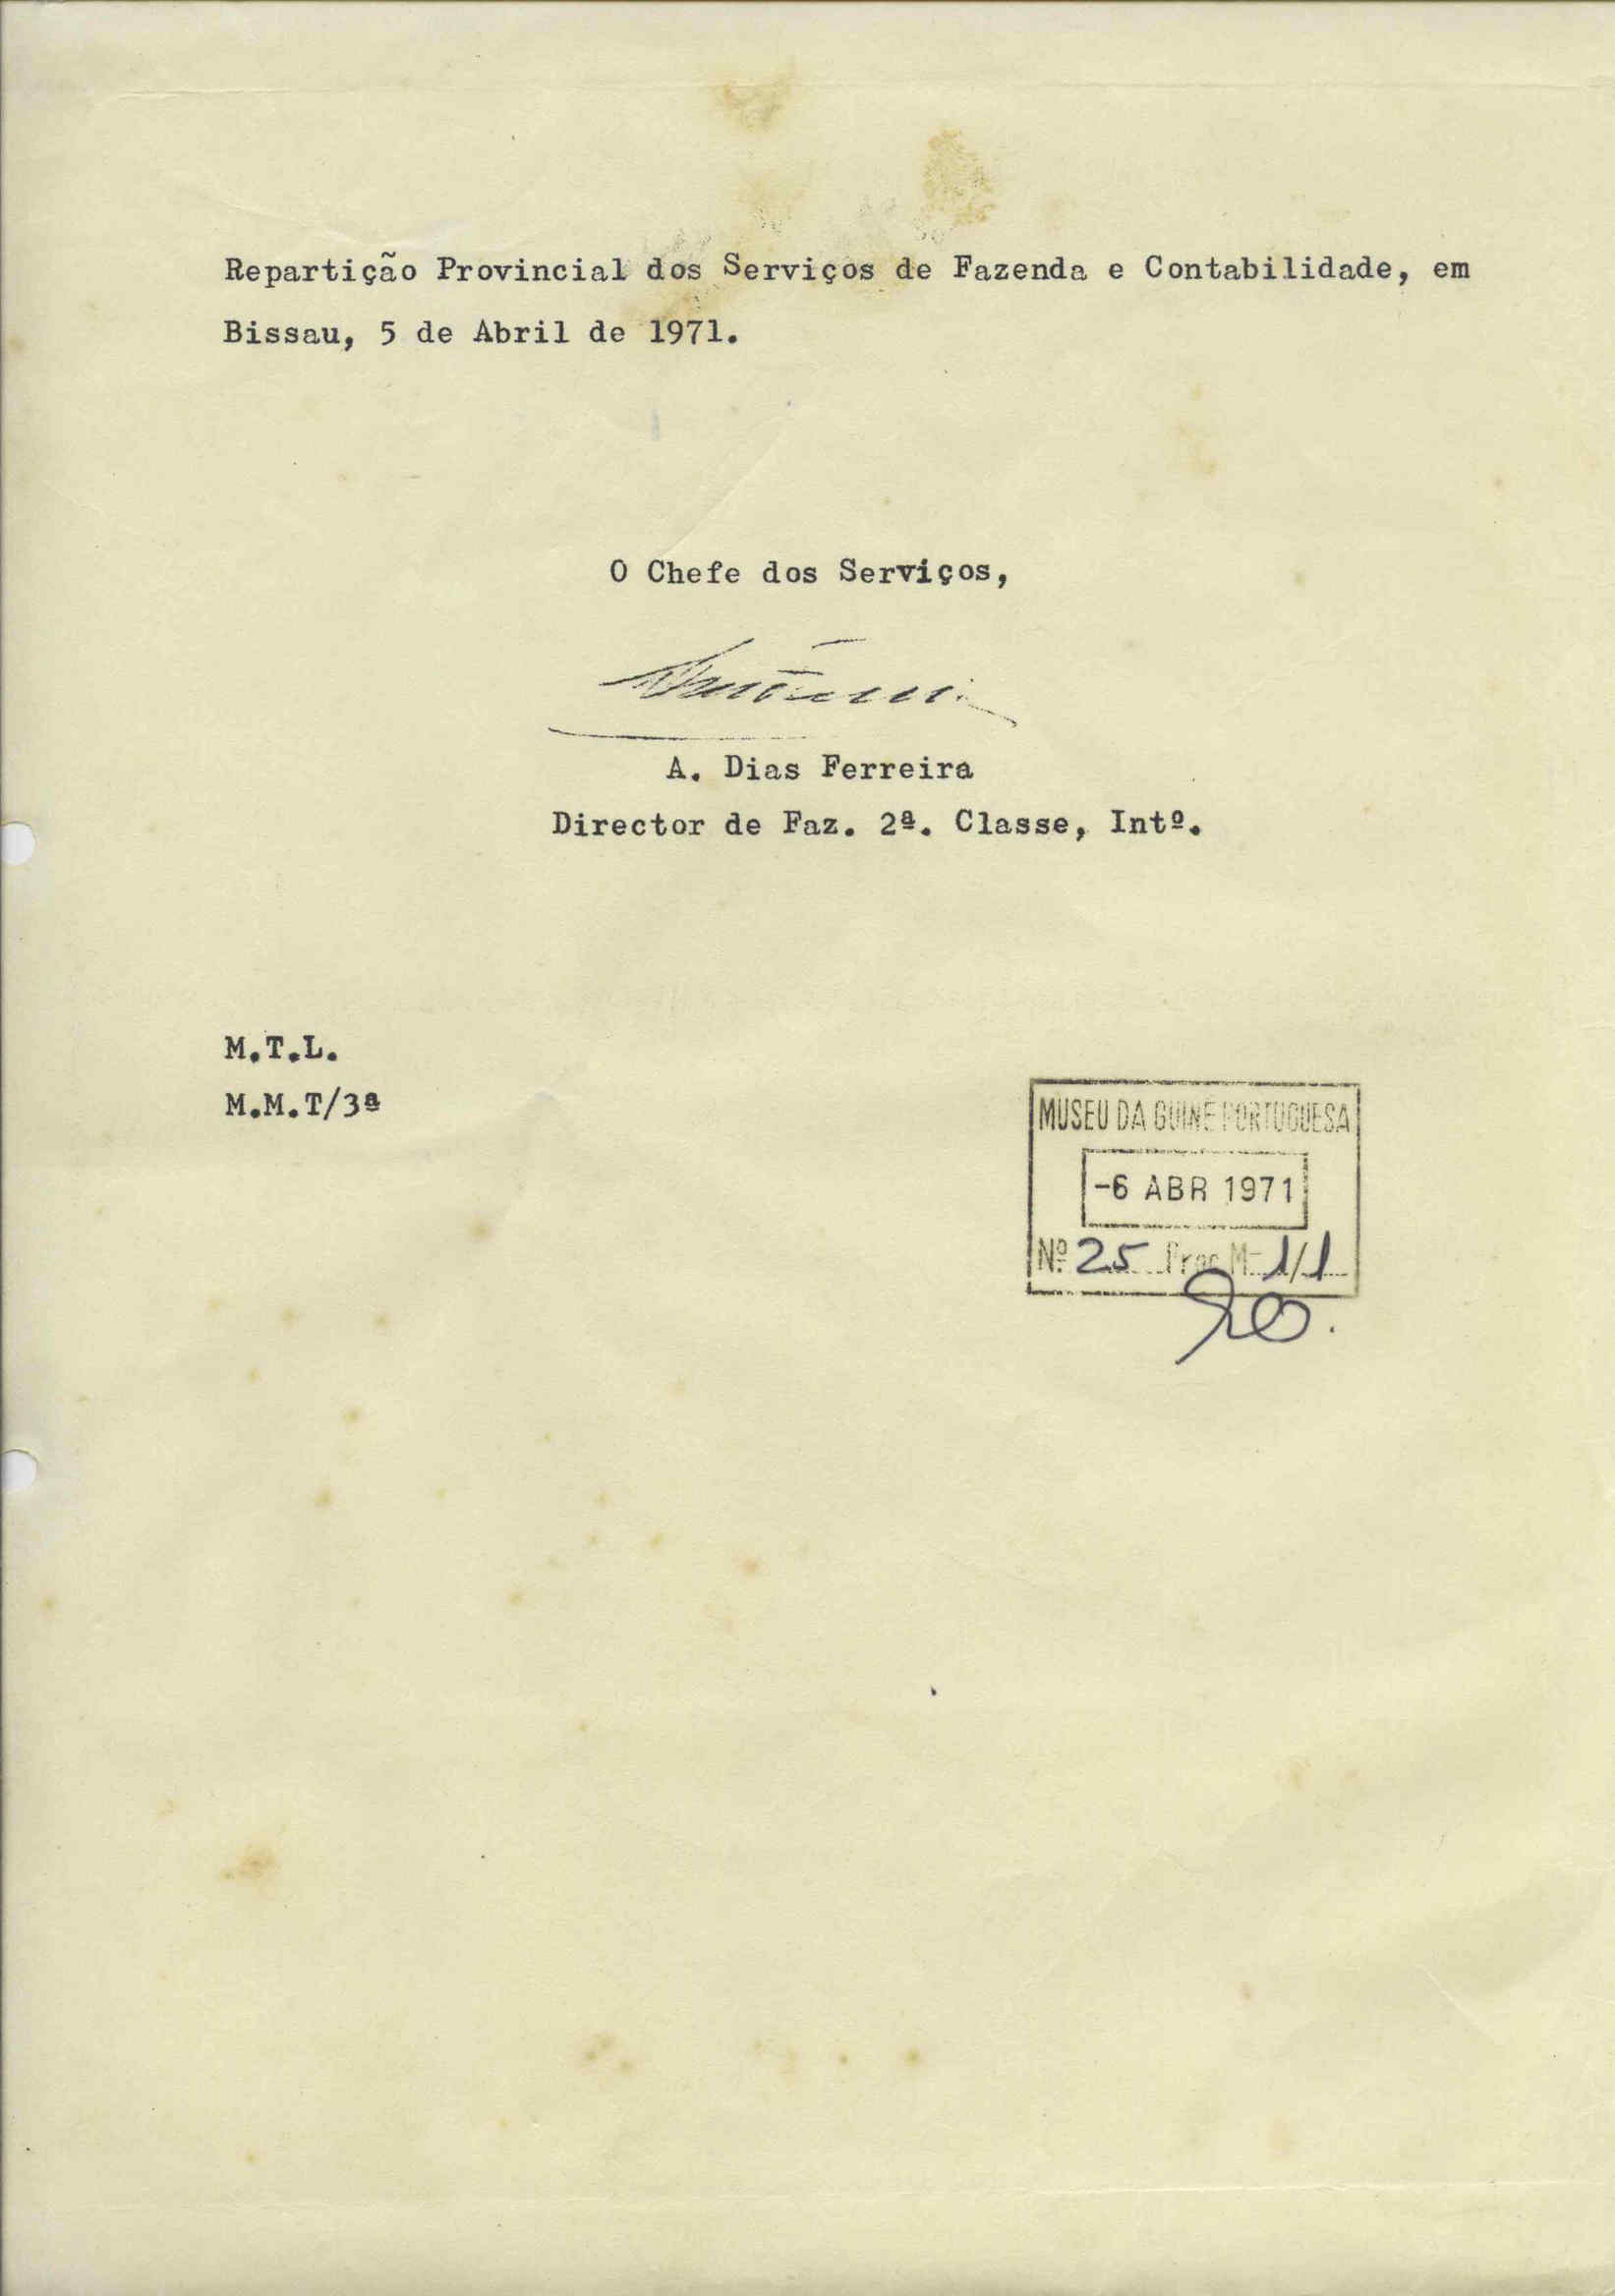 Repartição Provincial dos Serviços de Fazenda e Contabilidade, em
Bissau, 5 de Abril de 1971.
O Chefe dos Serviços,
A. Dias Ferreira
Director de Faz. 2ª. Classe, Intº.
M.T.L.
M.M.T/3ª
MUSEU DA GUINÉ PORTUGUESA
-6 ABR 1971
Nº 25 Proc M- 1/1